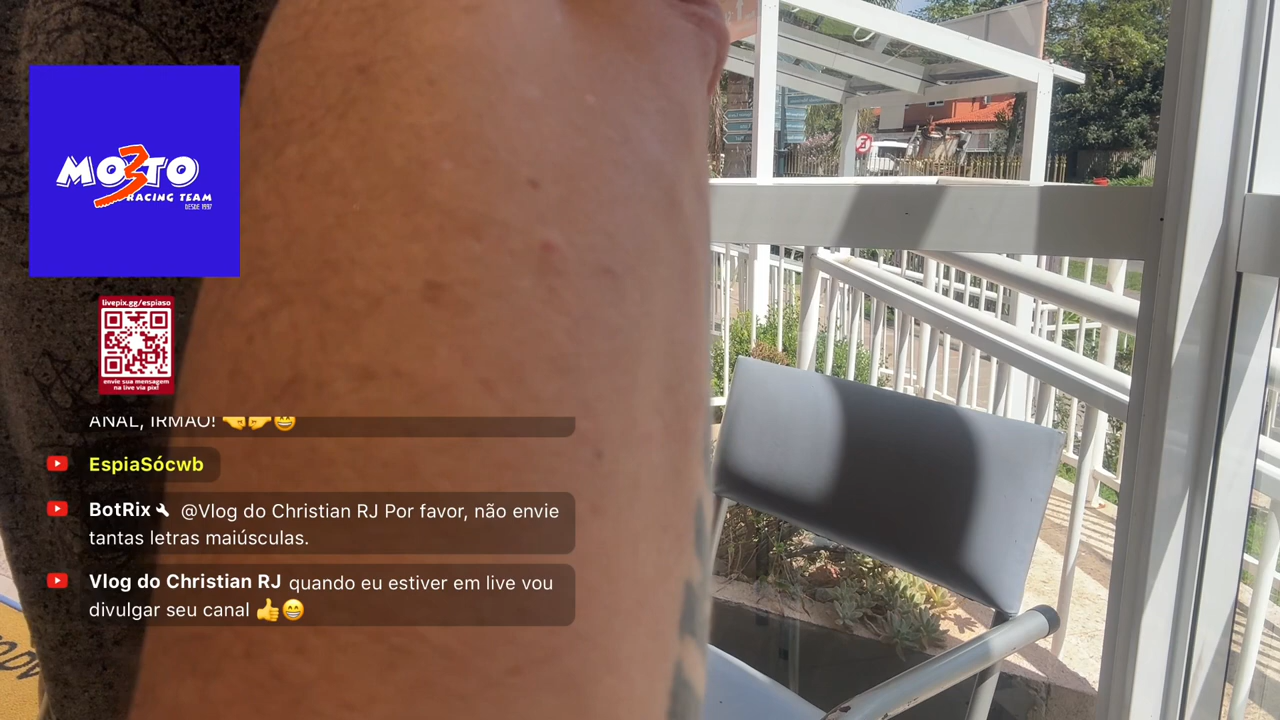 MO3TO
RACING TEAM
DESDE 1997
livepix.gg/espiaso
envie sua mensagem
na live via pix!
ANAL, IRMÃO! 🤜🤛😁
EspiaSócwb
BotRix 🔧 @Vlog do Christian RJ Por favor, não envie
tantas letras maiúsculas.
Vlog do Christian RJ quando eu estiver em live vou
divulgar seu canal 👍😁